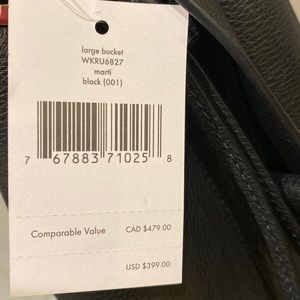 large bucket
WKRU6827
marti
black (001)
7 67883 71025 8
Comparable Value CAD $479.00
USD $399.00